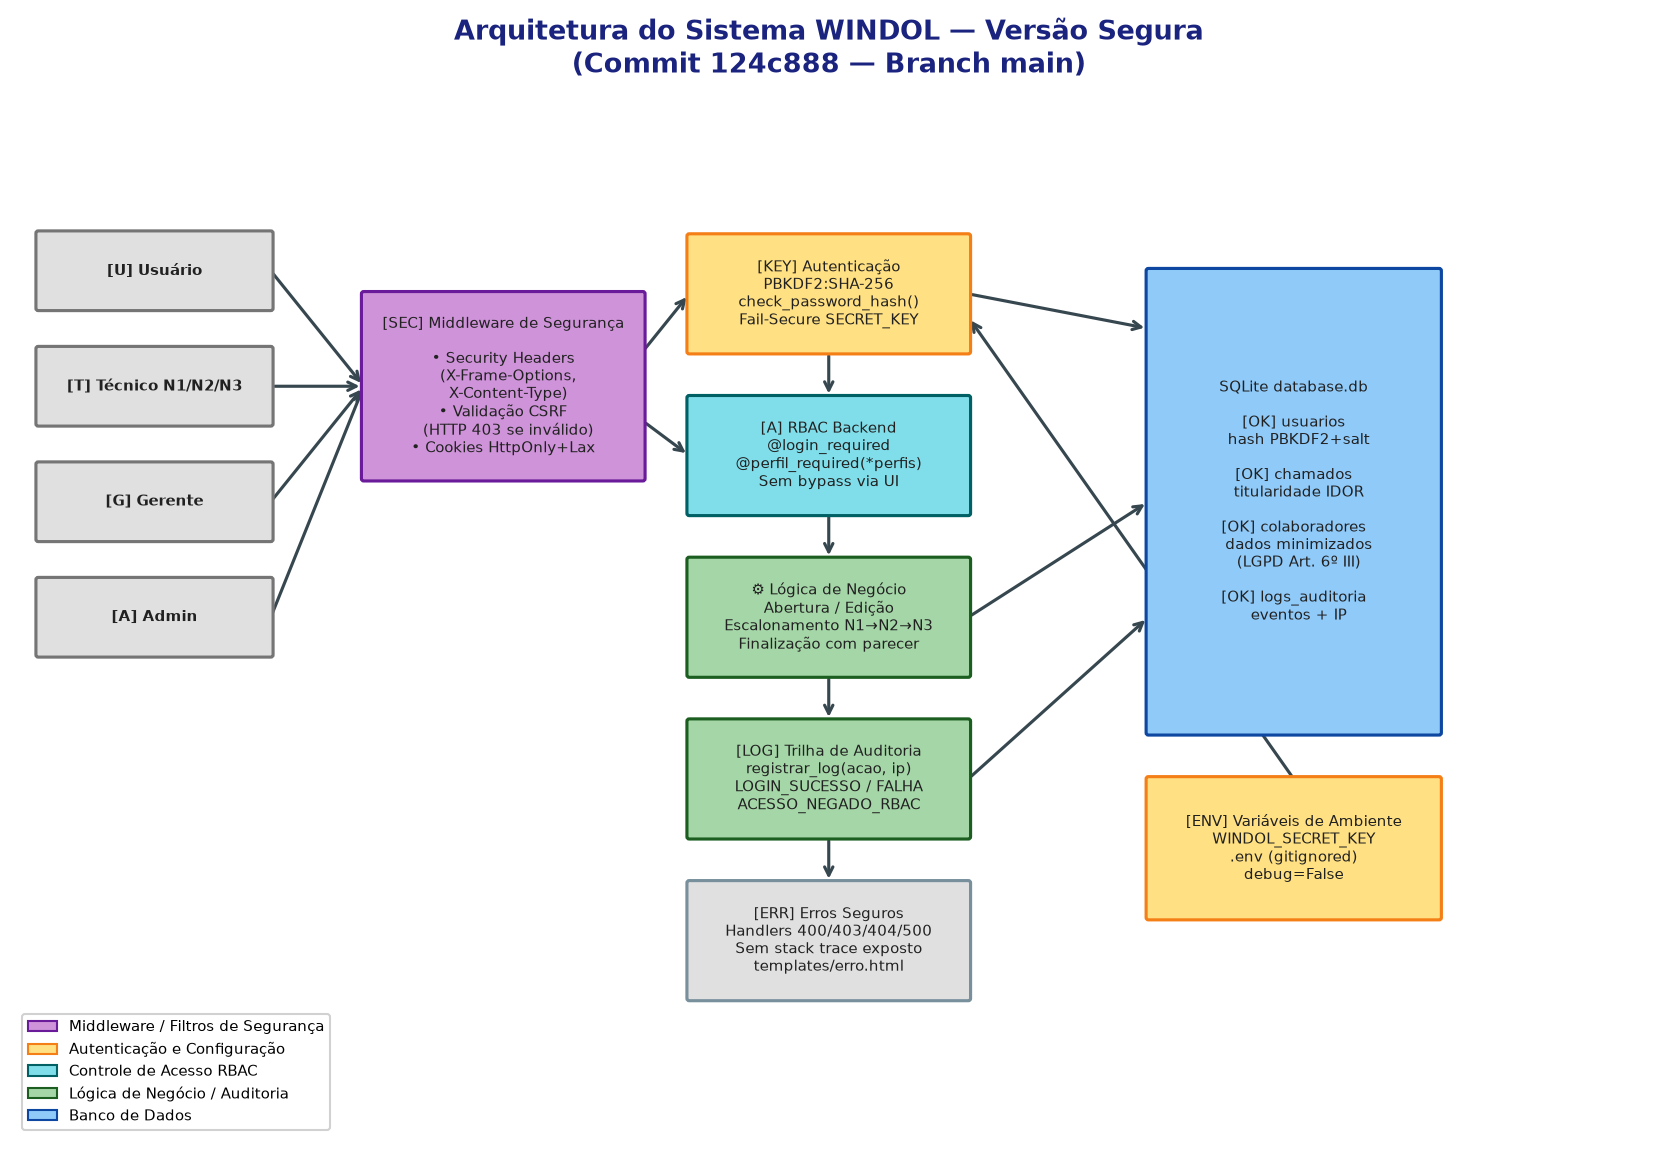 Arquitetura do Sistema WINDOL — Versão Segura
(Commit 124c888 — Branch main)
[U] Usuário
[T] Técnico N1/N2/N3
[G] Gerente
[A] Admin
[SEC] Middleware de Segurança
• Security Headers
(X-Frame-Options,
X-Content-Type)
• Validação CSRF
(HTTP 403 se inválido)
• Cookies HttpOnly+Lax
[KEY] Autenticação
PBKDF2:SHA-256
check_password_hash()
Fail-Secure SECRET_KEY
[A] RBAC Backend
@login_required
@perfil_required(*perfis)
Sem bypass via UI
⚙ Lógica de Negócio
Abertura / Edição
Escalonamento N1→N2→N3
Finalização com parecer
[LOG] Trilha de Auditoria
registrar_log(acao, ip)
LOGIN_SUCESSO / FALHA
ACESSO_NEGADO_RBAC
[ERR] Erros Seguros
Handlers 400/403/404/500
Sem stack trace exposto
templates/erro.html
SQLite database.db
[OK] usuarios
hash PBKDF2+salt
[OK] chamados
titularidade IDOR
[OK] colaboradores
dados minimizados
(LGPD Art. 6º III)
[OK] logs_auditoria
eventos + IP
[ENV] Variáveis de Ambiente
WINDOL_SECRET_KEY
.env (gitignored)
debug=False
Middleware / Filtros de Segurança
Autenticação e Configuração
Controle de Acesso RBAC
Lógica de Negócio / Auditoria
Banco de Dados